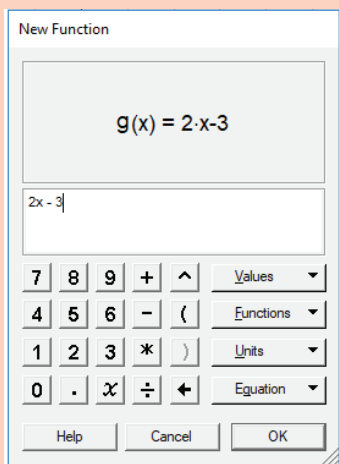 New Function
g(x) = 2·x-3
2x - 3
7 8 9 + ^ Values
4 5 6 - ( Functions
1 2 3 * ) Units
0 . x ÷ ← Equation
Help Cancel OK